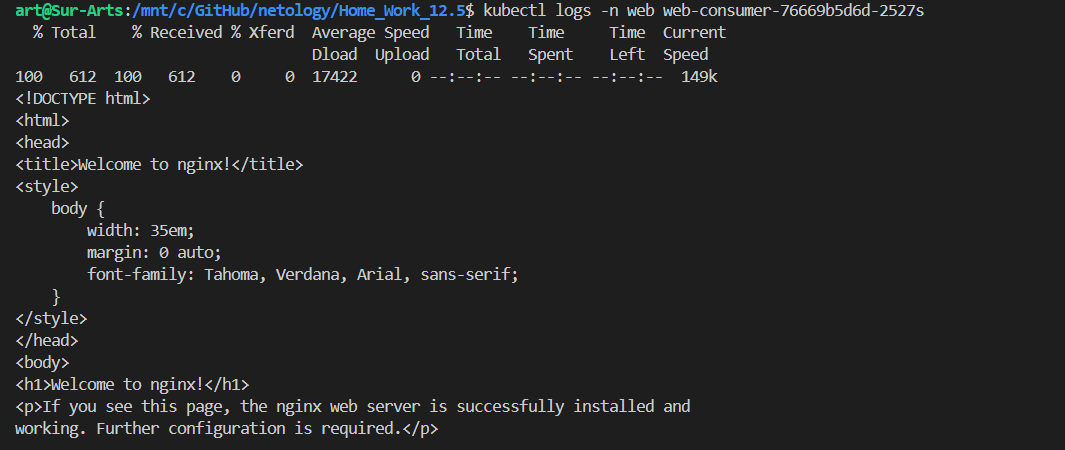 art@Sur-Arts:/mnt/c/GitHub/netology/Home_Work_12.5$ kubectl logs -n web web-consumer-76669b5d6d-2527s
  % Total    % Received % Xferd  Average Speed   Time    Time     Time  Current
                                 Dload  Upload   Total   Spent    Left  Speed
100   612  100   612    0     0  17422      0 --:--:-- --:--:-- --:--:--  149k
<!DOCTYPE html>
<html>
<head>
<title>Welcome to nginx!</title>
<style>
    body {
        width: 35em;
        margin: 0 auto;
        font-family: Tahoma, Verdana, Arial, sans-serif;
    }
</style>
</head>
<body>
<h1>Welcome to nginx!</h1>
<p>If you see this page, the nginx web server is successfully installed and
working. Further configuration is required.</p>